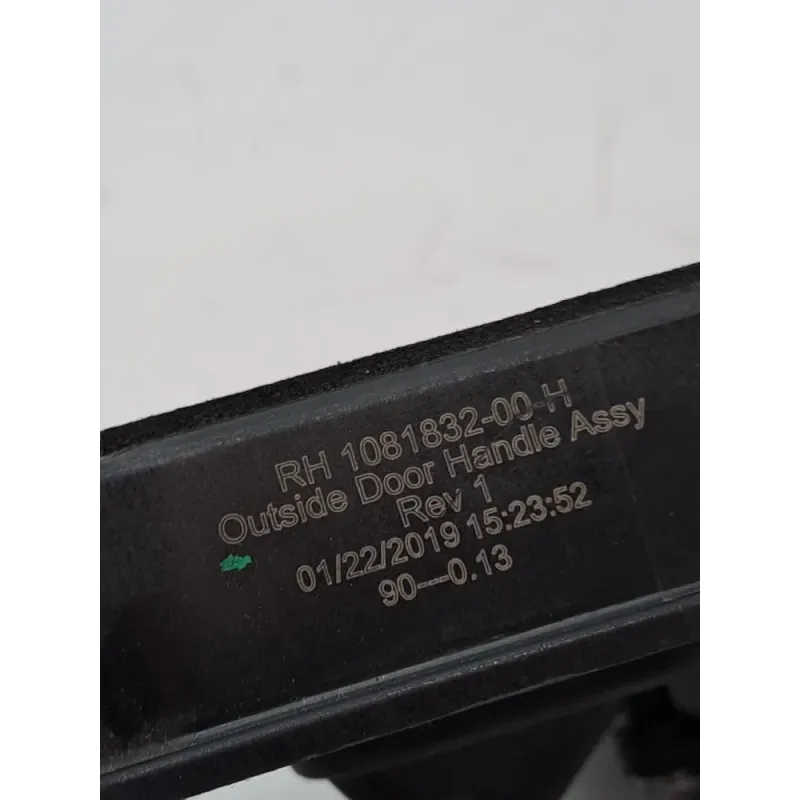 RH 1081832-00-H
Outside Door Handle Assy
Rev 1
01/22/2019 15:23:52
90---0.13